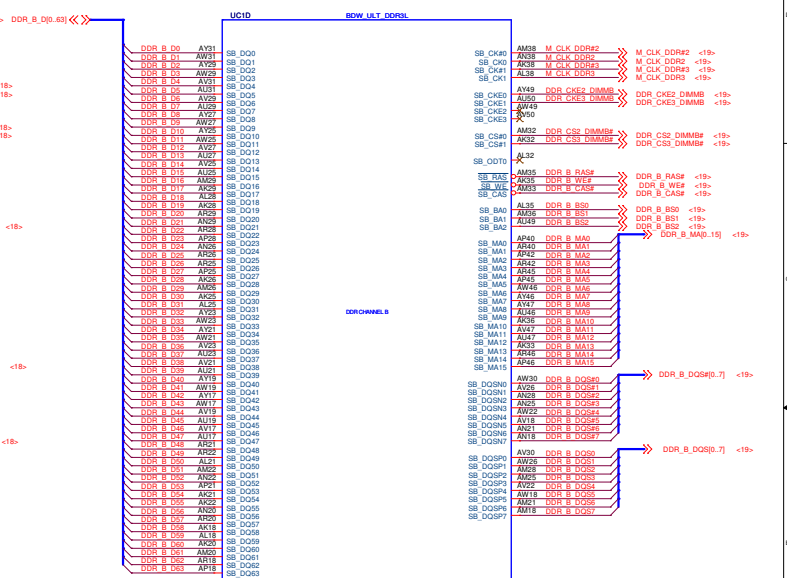 UC1D BDW_ULT_DDR3L
DDR_B_D[0..63]
DDR_B_D0 AY31 SB_DQ0
DDR_B_D1 AW31 SB_DQ1
DDR_B_D2 AY29 SB_DQ2
DDR_B_D3 AW29 SB_DQ3
DDR_B_D4 AV31 SB_DQ4
DDR_B_D5 AU31 SB_DQ5
DDR_B_D6 AV29 SB_DQ6
DDR_B_D7 AU29 SB_DQ7
DDR_B_D8 AY27 SB_DQ8
DDR_B_D9 AW27 SB_DQ9
DDR_B_D10 AY25 SB_DQ10
DDR_B_D11 AW25 SB_DQ11
DDR_B_D12 AV27 SB_DQ12
DDR_B_D13 AU27 SB_DQ13
DDR_B_D14 AV25 SB_DQ14
DDR_B_D15 AU25 SB_DQ15
DDR_B_D16 AM29 SB_DQ16
DDR_B_D17 AK29 SB_DQ17
DDR_B_D18 AL28 SB_DQ18
DDR_B_D19 AK28 SB_DQ19
DDR_B_D20 AR29 SB_DQ20
DDR_B_D21 AN29 SB_DQ21
DDR_B_D22 AR28 SB_DQ22
DDR_B_D23 AP28 SB_DQ23
DDR_B_D24 AN26 SB_DQ24
DDR_B_D25 AR26 SB_DQ25
DDR_B_D26 AR25 SB_DQ26
DDR_B_D27 AP25 SB_DQ27
DDR_B_D28 AK26 SB_DQ28
DDR_B_D29 AM26 SB_DQ29
DDR_B_D30 AK25 SB_DQ30
DDR_B_D31 AL25 SB_DQ31
DDR_B_D32 AY23 SB_DQ32
DDR_B_D33 AW23 SB_DQ33
DDR_B_D34 AY21 SB_DQ34
DDR_B_D35 AW21 SB_DQ35
DDR_B_D36 AV23 SB_DQ36
DDR_B_D37 AU23 SB_DQ37
DDR_B_D38 AV21 SB_DQ38
DDR_B_D39 AU21 SB_DQ39
DDR_B_D40 AY19 SB_DQ40
DDR_B_D41 AW19 SB_DQ41
DDR_B_D42 AY17 SB_DQ42
DDR_B_D43 AW17 SB_DQ43
DDR_B_D44 AV19 SB_DQ44
DDR_B_D45 AU19 SB_DQ45
DDR_B_D46 AV17 SB_DQ46
DDR_B_D47 AU17 SB_DQ47
DDR_B_D48 AR21 SB_DQ48
DDR_B_D49 AR22 SB_DQ49
DDR_B_D50 AL21 SB_DQ50
DDR_B_D51 AM22 SB_DQ51
DDR_B_D52 AN22 SB_DQ52
DDR_B_D53 AP21 SB_DQ53
DDR_B_D54 AK21 SB_DQ54
DDR_B_D55 AK22 SB_DQ55
DDR_B_D56 AN20 SB_DQ56
DDR_B_D57 AR20 SB_DQ57
DDR_B_D58 AK18 SB_DQ58
DDR_B_D59 AL18 SB_DQ59
DDR_B_D60 AK20 SB_DQ60
DDR_B_D61 AM20 SB_DQ61
DDR_B_D62 AR18 SB_DQ62
DDR_B_D63 AP18 SB_DQ63
DDR CHANNEL B
SB_CK#0 AM38 M_CLK_DDR#2 M_CLK_DDR#2 <19>
SB_CK0 AN38 M_CLK_DDR2 M_CLK_DDR2 <19>
SB_CK#1 AK38 M_CLK_DDR#3 M_CLK_DDR#3 <19>
SB_CK1 AL38 M_CLK_DDR3 M_CLK_DDR3 <19>
SB_CKE0 AY49 DDR_CKE2_DIMMB DDR_CKE2_DIMMB <19>
SB_CKE1 AU50 DDR_CKE3_DIMMB DDR_CKE3_DIMMB <19>
SB_CKE2 AW49
SB_CKE3 AV50
SB_CS#0 AM32 DDR_CS2_DIMMB# DDR_CS2_DIMMB# <19>
SB_CS#1 AK32 DDR_CS3_DIMMB# DDR_CS3_DIMMB# <19>
SB_ODT0 AL32
SB_RAS AM35 DDR_B_RAS# DDR_B_RAS# <19>
SB_WE AK35 DDR_B_WE# DDR_B_WE# <19>
SB_CAS AM33 DDR_B_CAS# DDR_B_CAS# <19>
SB_BA0 AL35 DDR_B_BS0 DDR_B_BS0 <19>
SB_BA1 AM36 DDR_B_BS1 DDR_B_BS1 <19>
SB_BA2 AU49 DDR_B_BS2 DDR_B_BS2 <19>
DDR_B_MA[0..15] <19>
SB_MA0 AP40 DDR_B_MA0
SB_MA1 AR40 DDR_B_MA1
SB_MA2 AP42 DDR_B_MA2
SB_MA3 AR42 DDR_B_MA3
SB_MA4 AR45 DDR_B_MA4
SB_MA5 AP45 DDR_B_MA5
SB_MA6 AW46 DDR_B_MA6
SB_MA7 AY46 DDR_B_MA7
SB_MA8 AY47 DDR_B_MA8
SB_MA9 AU46 DDR_B_MA9
SB_MA10 AK36 DDR_B_MA10
SB_MA11 AV47 DDR_B_MA11
SB_MA12 AU47 DDR_B_MA12
SB_MA13 AK33 DDR_B_MA13
SB_MA14 AR46 DDR_B_MA14
SB_MA15 AP46 DDR_B_MA15
DDR_B_DQS#[0..7] <19>
SB_DQSN0 AW30 DDR_B_DQS#0
SB_DQSN1 AV26 DDR_B_DQS#1
SB_DQSN2 AN28 DDR_B_DQS#2
SB_DQSN3 AN25 DDR_B_DQS#3
SB_DQSN4 AW22 DDR_B_DQS#4
SB_DQSN5 AV18 DDR_B_DQS#5
SB_DQSN6 AN21 DDR_B_DQS#6
SB_DQSN7 AN18 DDR_B_DQS#7
DDR_B_DQS[0..7] <19>
SB_DQSP0 AV30 DDR_B_DQS0
SB_DQSP1 AW26 DDR_B_DQS1
SB_DQSP2 AM28 DDR_B_DQS2
SB_DQSP3 AM25 DDR_B_DQS3
SB_DQSP4 AV22 DDR_B_DQS4
SB_DQSP5 AW18 DDR_B_DQS5
SB_DQSP6 AM21 DDR_B_DQS6
SB_DQSP7 AM18 DDR_B_DQS7
18>
18>
18>
18>
<18>
<18>
<18>